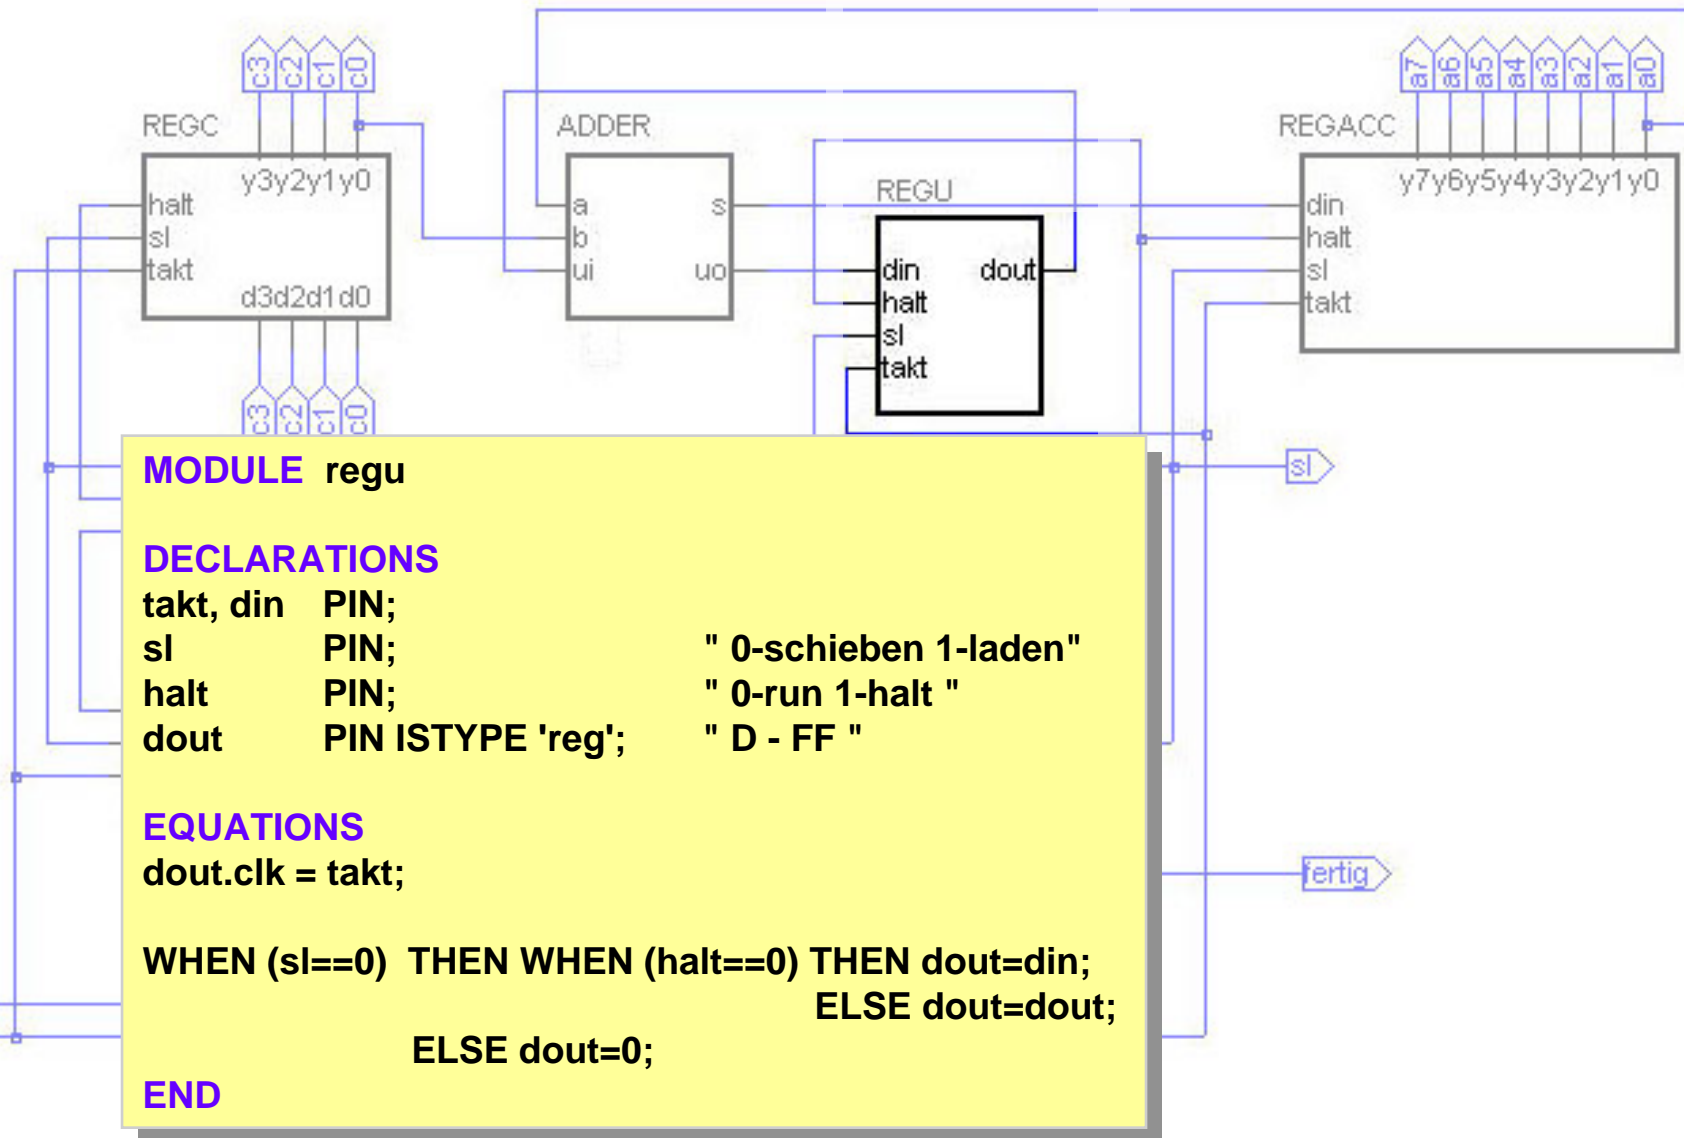 c3 c2 c1 c0
a7 a6 a5 a4 a3 a2 a1 a0
REGC
ADDER
REGACC
REGU
y3y2y1y0
halt
sl
takt
d3d2d1d0
a
b
ui
s
uo
din
halt
sl
takt
dout
y7y6y5y4y3y2y1y0
din
halt
sl
takt
c3 c2 c1 c0
sl
fertig
MODULE regu
DECLARATIONS
takt, din PIN;
sl PIN; " 0-schieben 1-laden"
halt PIN; " 0-run 1-halt "
dout PIN ISTYPE 'reg'; " D - FF "
EQUATIONS
dout.clk = takt;
WHEN (sl==0) THEN WHEN (halt==0) THEN dout=din;
ELSE dout=dout;
ELSE dout=0;
END